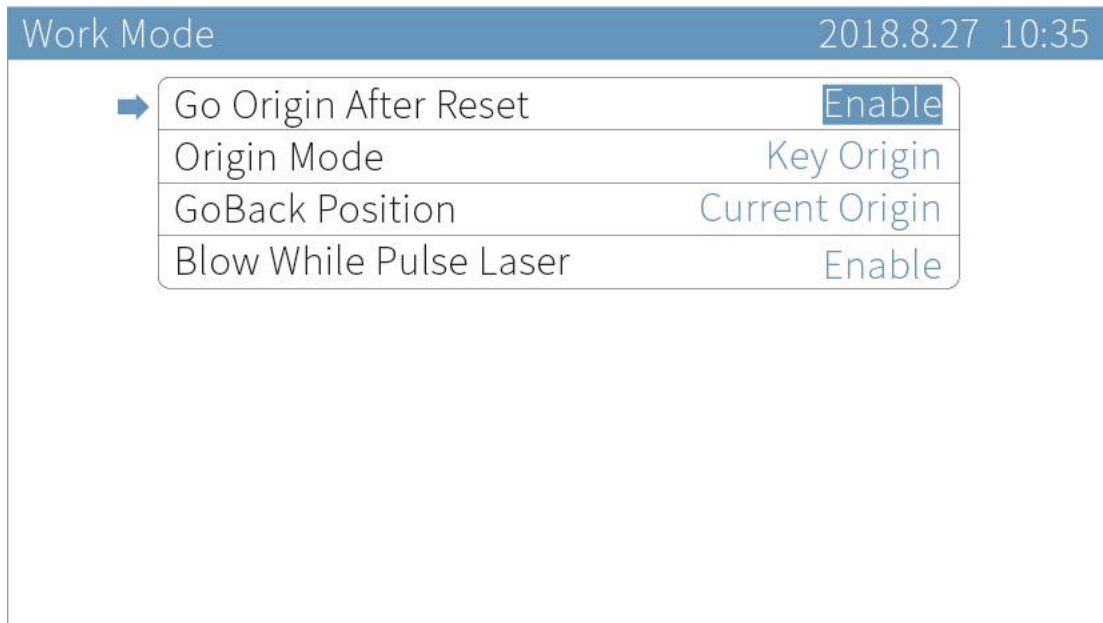 Work Mode 2018.8.27 10:35
Go Origin After Reset Enable
Origin Mode Key Origin
GoBack Position Current Origin
Blow While Pulse Laser Enable